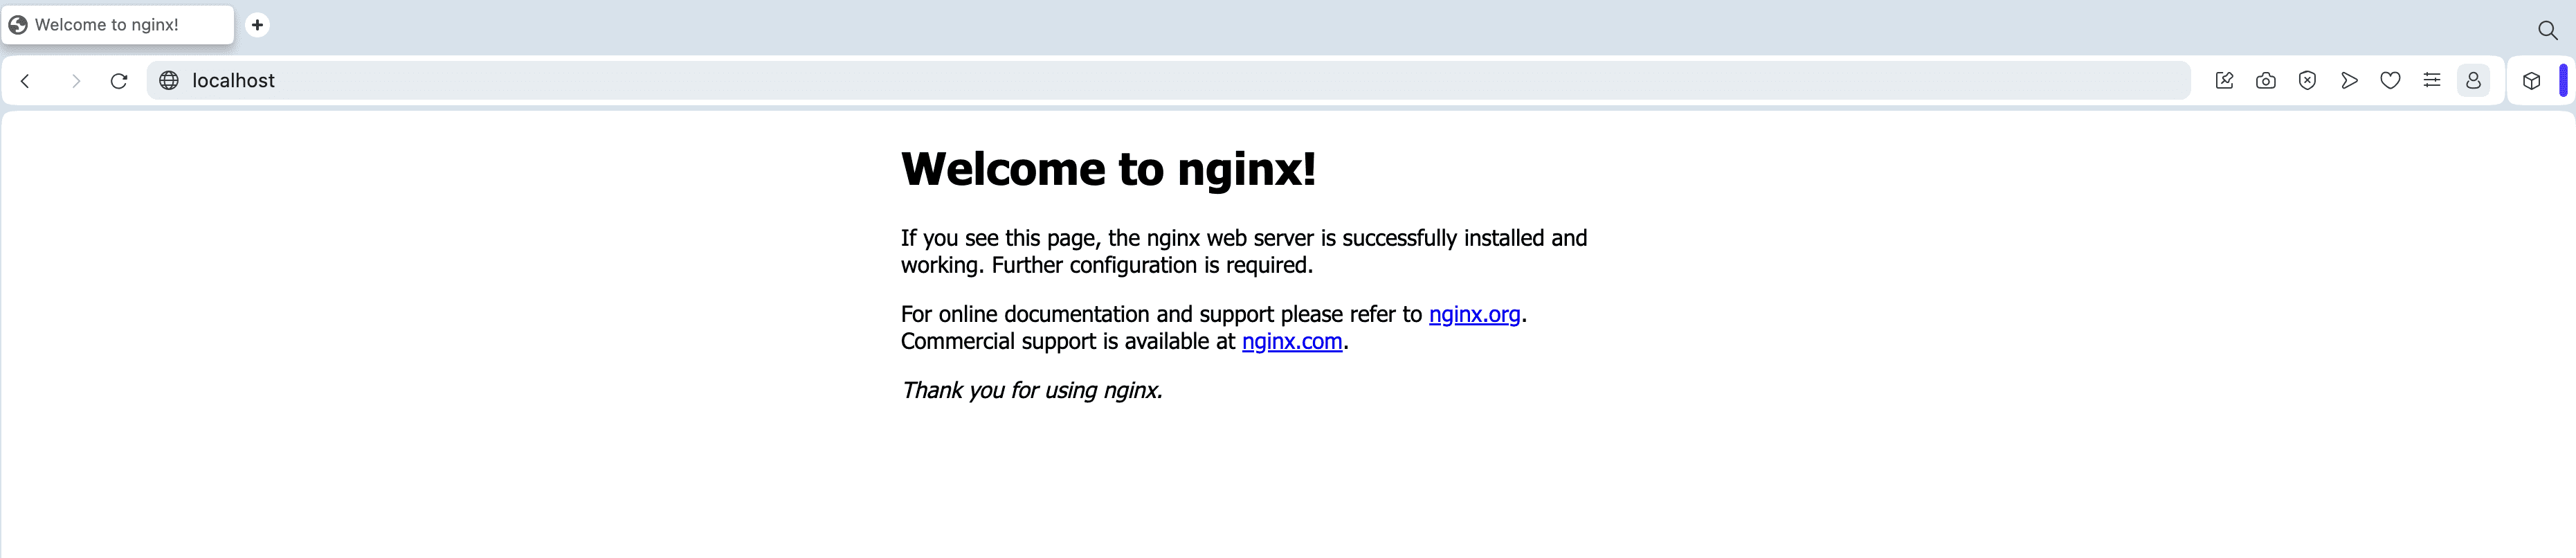 Welcome to nginx!
localhost
Welcome to nginx!
If you see this page, the nginx web server is successfully installed and
working. Further configuration is required.
For online documentation and support please refer to nginx.org.
Commercial support is available at nginx.com.
Thank you for using nginx.